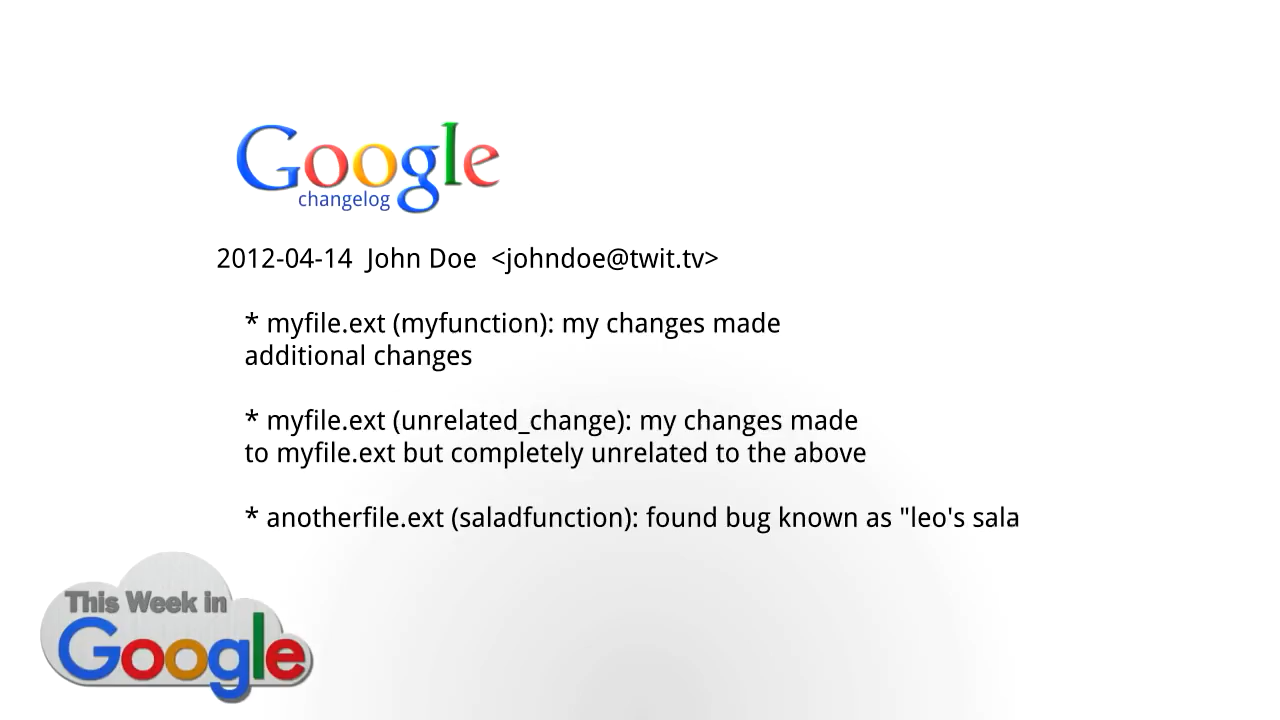 Google
changelog
2012-04-14 John Doe <johndoe@twit.tv>
* myfile.ext (myfunction): my changes made
additional changes
* myfile.ext (unrelated_change): my changes made
to myfile.ext but completely unrelated to the above
* anotherfile.ext (saladfunction): found bug known as "leo's sala
This Week in
Google